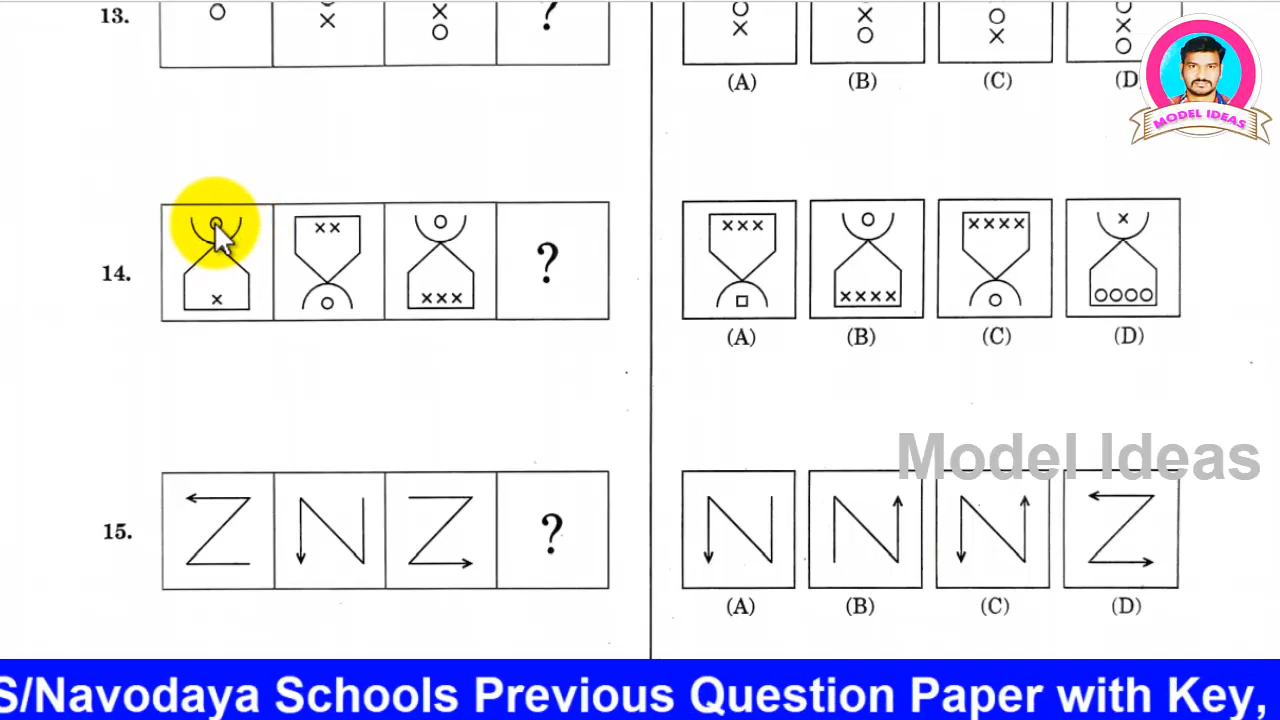 13.
?
(A) (B) (C) (D)
MODEL IDEAS
14.
× ×× ××× ?
××× ×××× ×××× ×
(A) (B) (C) (D)
Model Ideas
15.
?
(A) (B) (C) (D)
S/Navodaya Schools Previous Question Paper with Key,